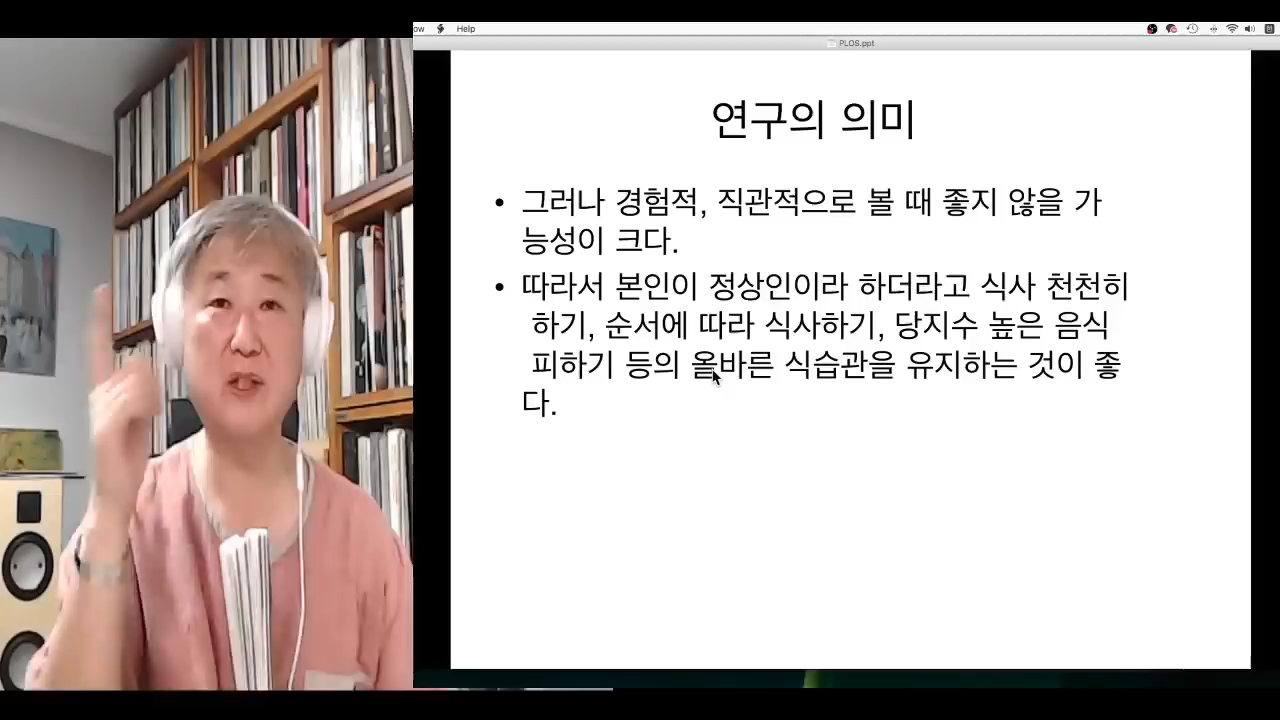 ow Help
PLOS.ppt
연구의 의미
• 그러나 경험적, 직관적으로 볼 때 좋지 않을 가
능성이 크다.
• 따라서 본인이 정상인이라 하더라고 식사 천천히
하기, 순서에 따라 식사하기, 당지수 높은 음식
피하기 등의 올바른 식습관을 유지하는 것이 좋
다.